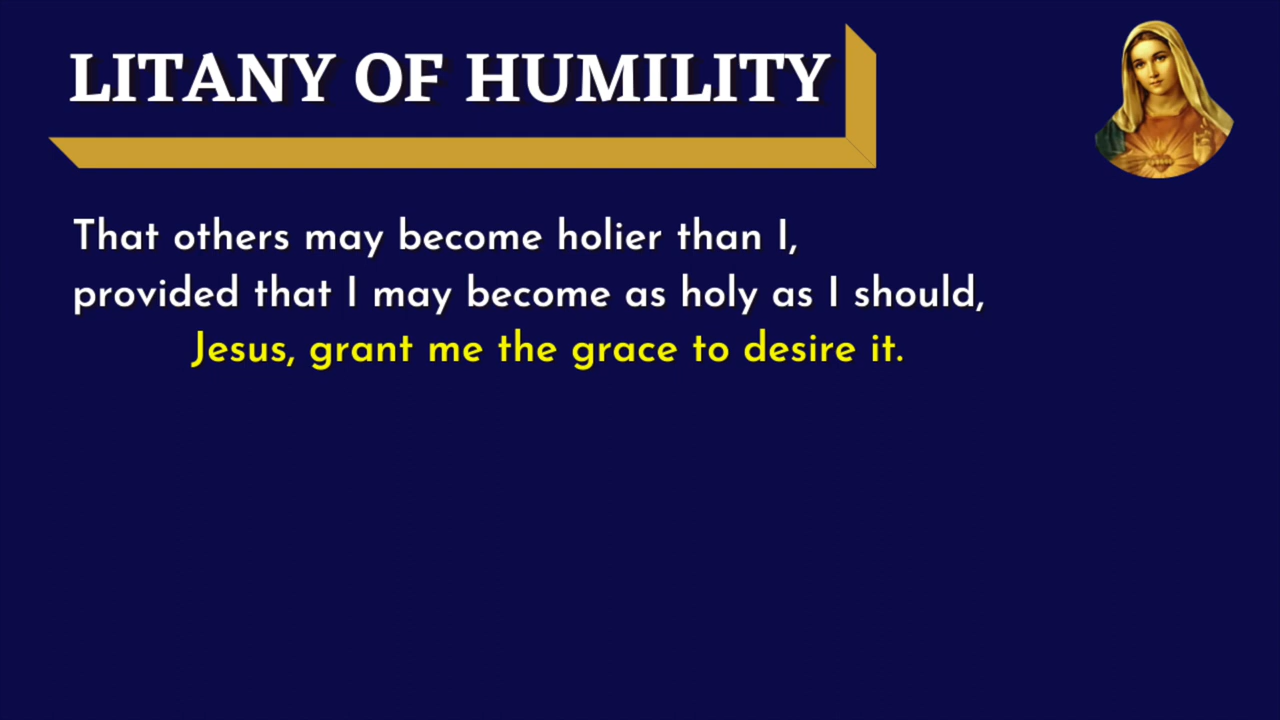 LITANY OF HUMILITY
That others may become holier than I,
provided that I may become as holy as I should,
Jesus, grant me the grace to desire it.